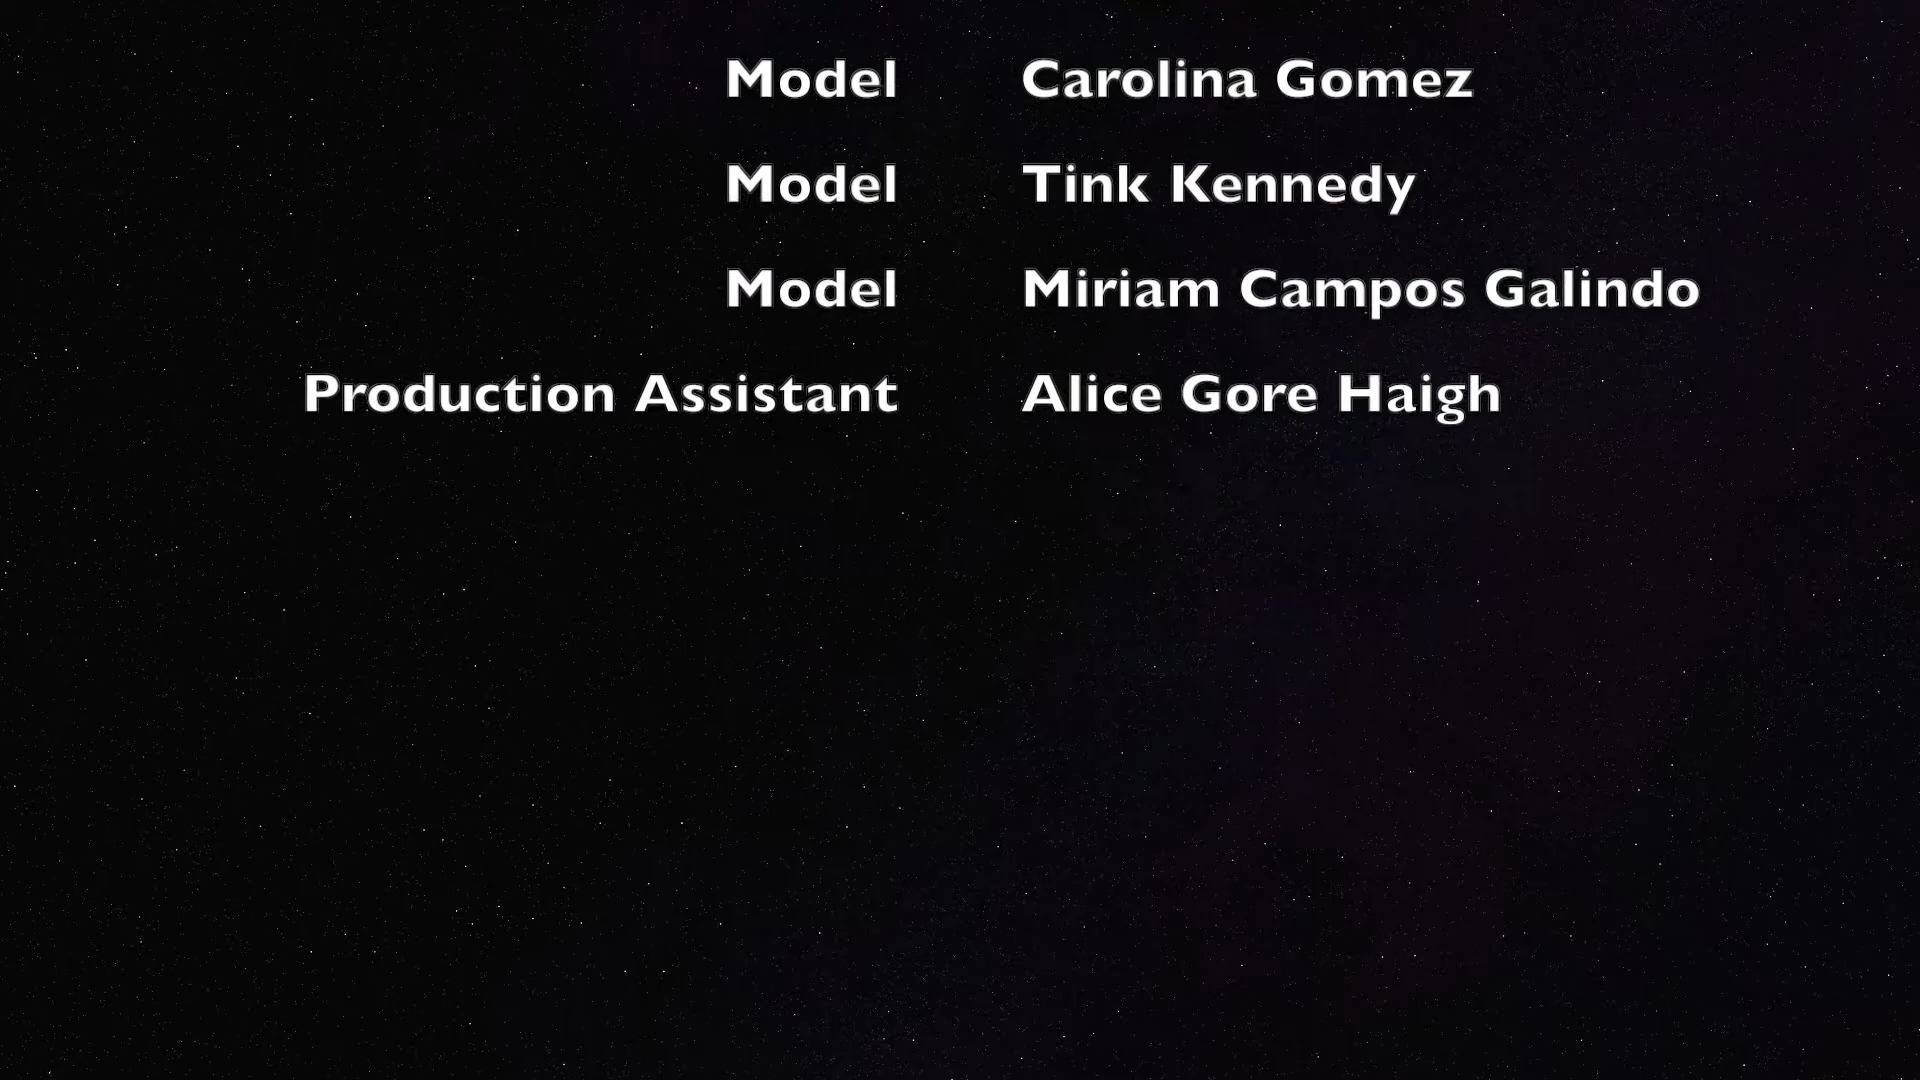 Model Carolina Gomez
Model Tink Kennedy
Model Miriam Campos Galindo
Production Assistant Alice Gore Haigh